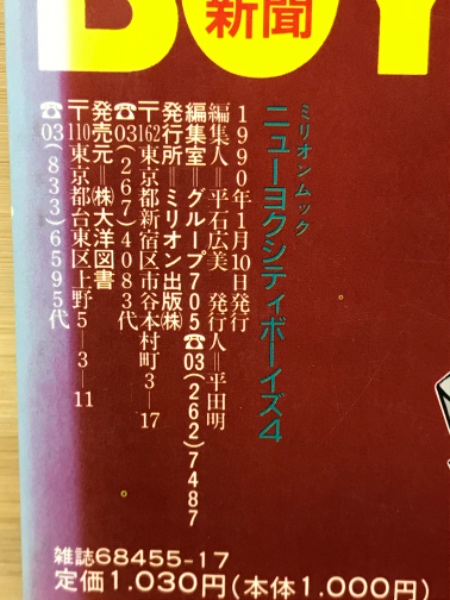 BOY
新聞
ミリオンムック
ニューヨクシティボーイズ4
1990年1月10日発行
編集人=平石広美 発行人=平田明
編集室=グループ705☎03(262)7487
発行所=ミリオン出版㈱
〒162東京都新宿区市谷本村町3-17
☎03(267)4083代
発売元=㈱大洋図書
〒110東京都台東区上野5-3-11
☎03(833)6595代
雑誌68455-17
定価1.030円(本体1.000円)